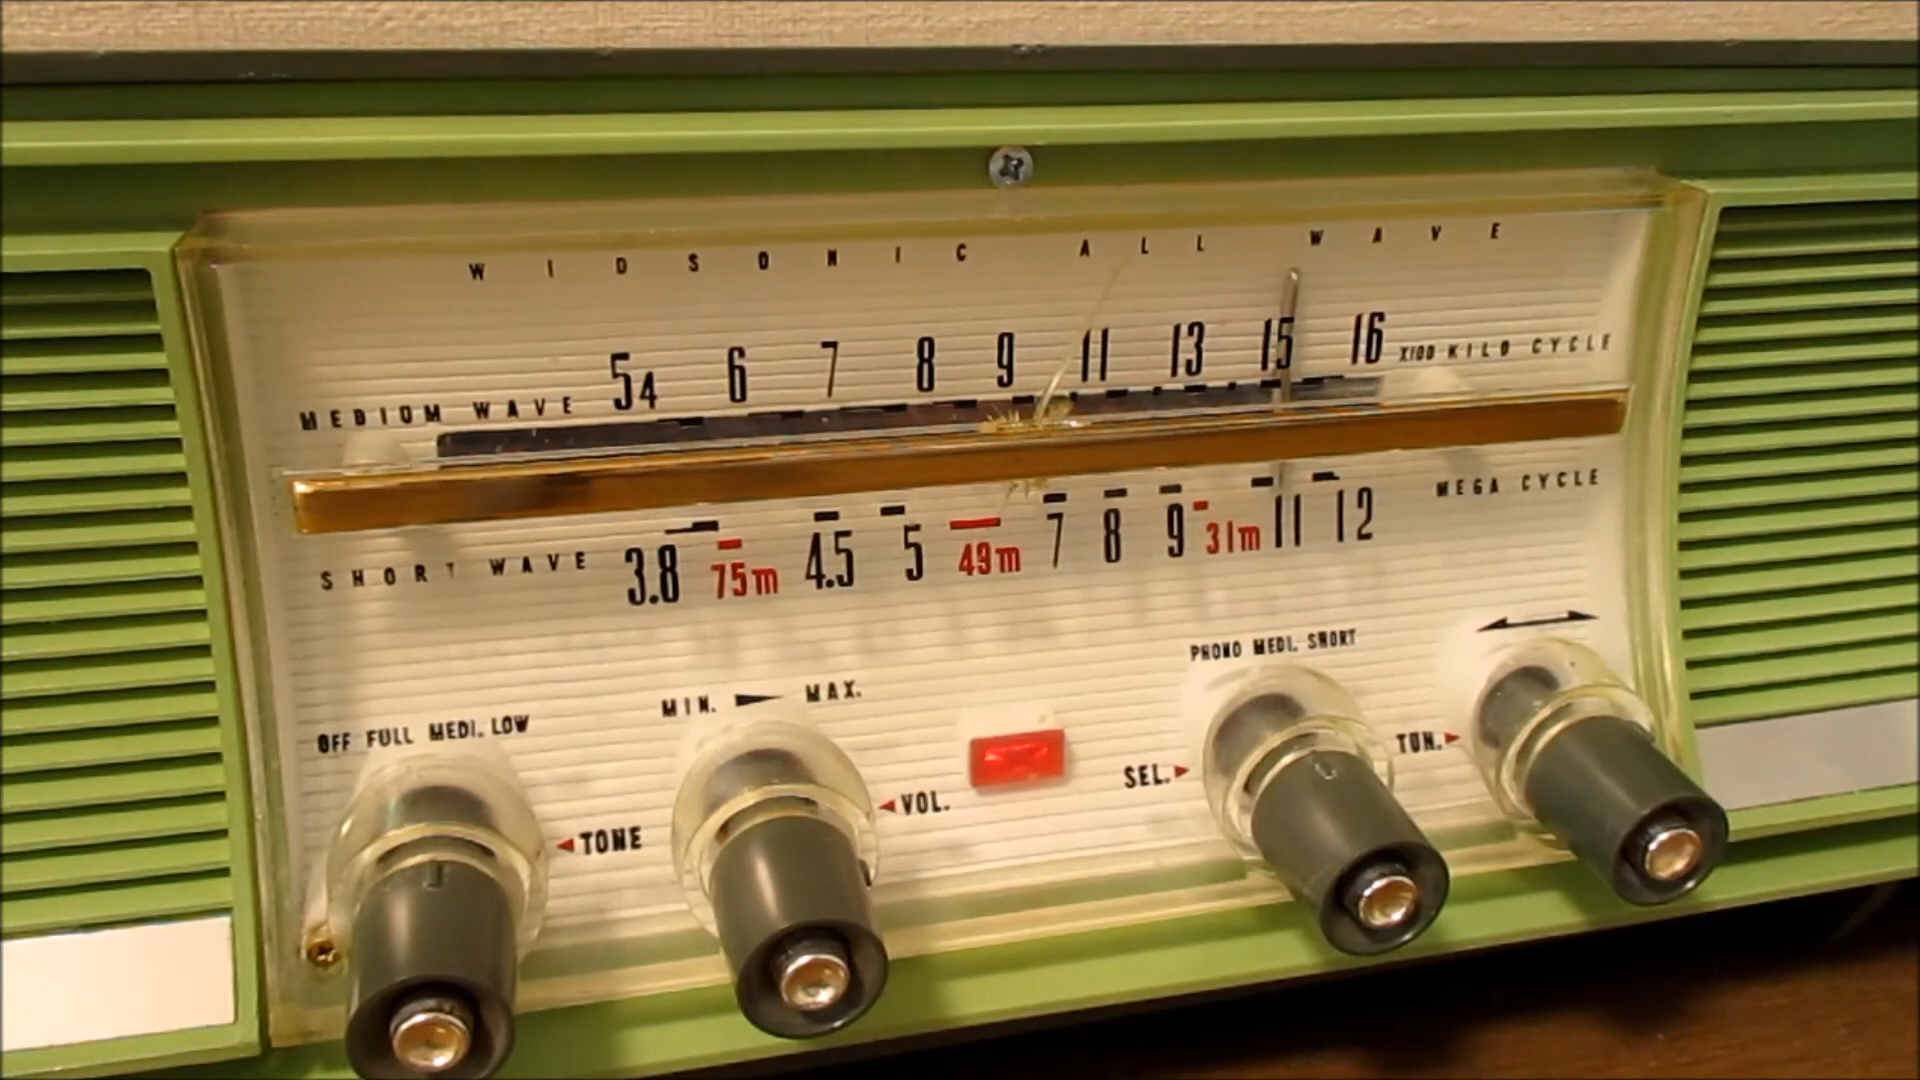 WIDSONIC ALL WAVE
MEDIUM WAVE 54 6 7 8 9 11 13 15 16 X100 KILO CYCLE
MEGA CYCLE
SHORT WAVE 3.8 75m 4.5 5 49m 7 8 9 31m 11 12
OFF FULL MEDI. LOW
MIN. MAX.
PHONO MEDI. SHORT
TONE
VOL.
SEL.
TUN.